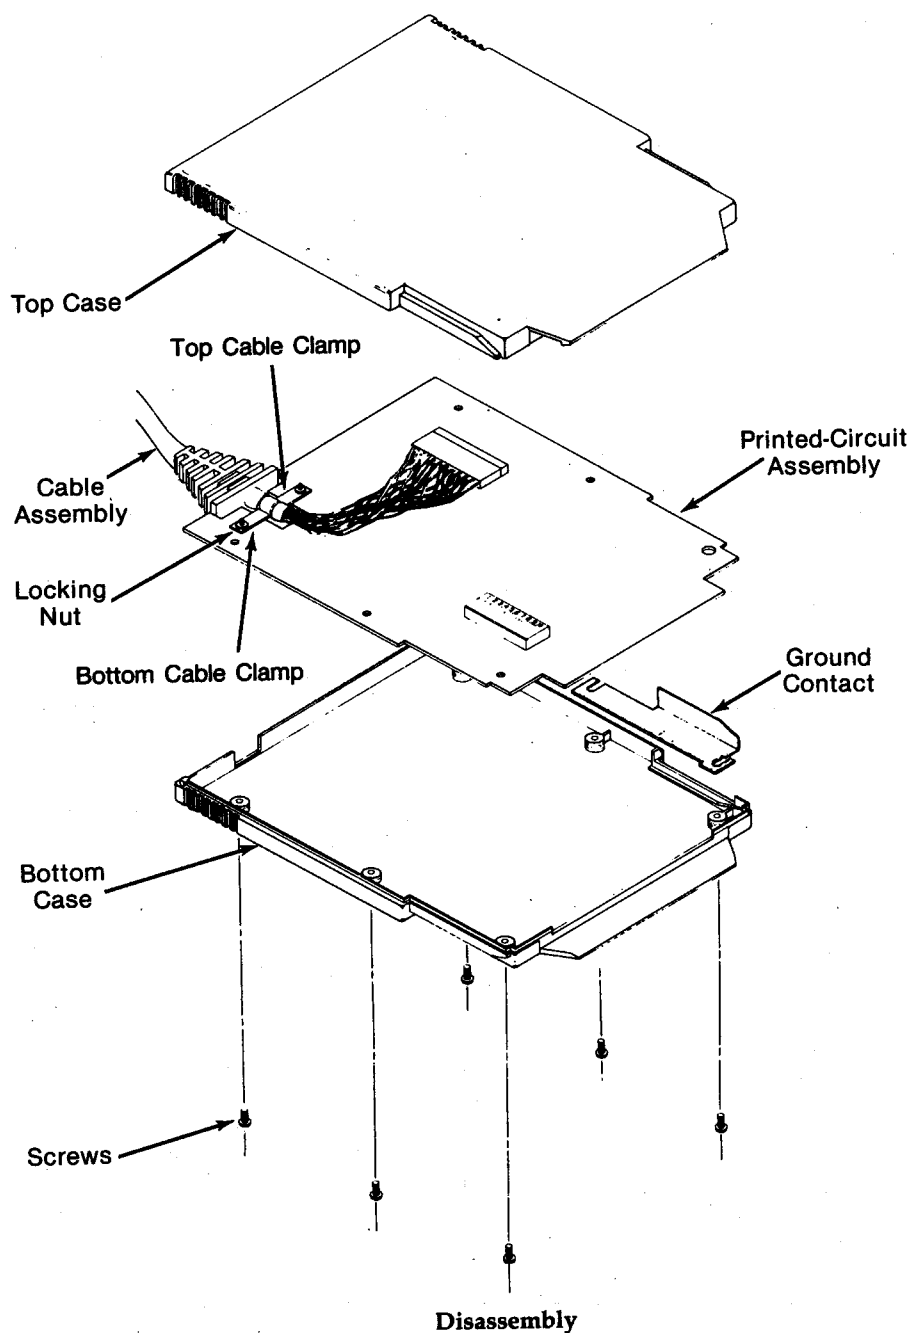 Top Case
Top Cable Clamp
Printed-Circuit
Assembly
Cable
Assembly
Locking
Nut
Bottom Cable Clamp
Ground
Contact
Bottom
Case
Screws
Disassembly